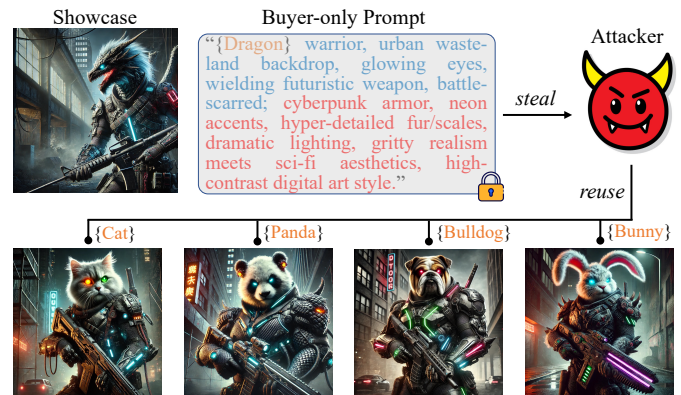 Showcase
Buyer-only Prompt
Attacker
“{Dragon} warrior, urban waste-
land backdrop, glowing eyes,
wielding futuristic weapon, battle-
scarred; cyberpunk armor, neon
accents, hyper-detailed fur/scales,
dramatic lighting, gritty realism
meets sci-fi aesthetics, high-
contrast digital art style.”
steal
reuse
{Cat}
{Panda}
{Bulldog}
{Bunny}